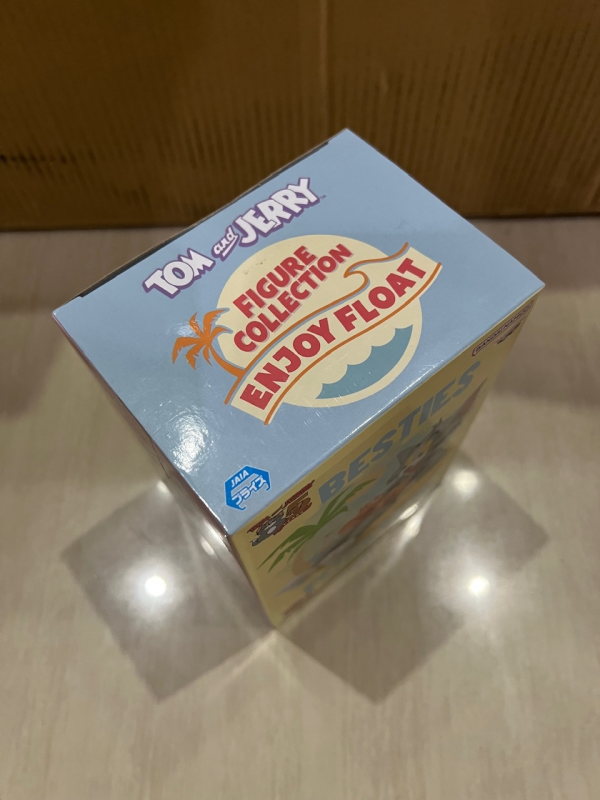 TOM and JERRY
FIGURE
COLLECTION
ENJOY FLOAT
JAIA
プライズ
BESTIES